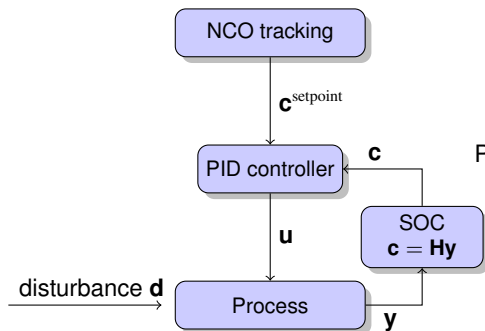 NCO tracking
c^setpoint
c
P
PID controller
u
SOC
c = Hy
disturbance d
Process
y